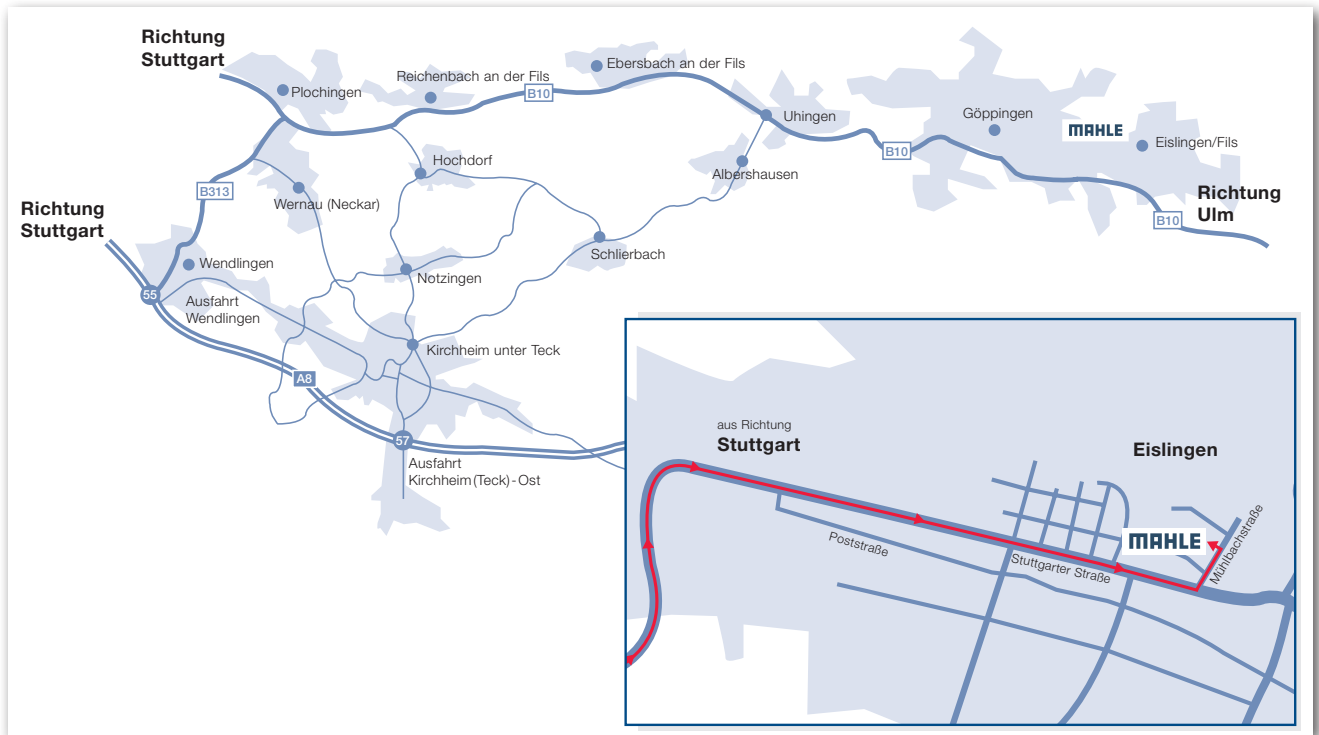 Richtung
Stuttgart
Plochingen
Reichenbach an der Fils
B10
Ebersbach an der Fils
Uhingen
Göppingen
MAHLE
Eislingen/Fils
B10
Albershausen
Richtung
Ulm
B10
Hochdorf
B313
Wernau (Neckar)
Richtung
Stuttgart
Schlierbach
Wendlingen
Notzingen
55
Ausfahrt
Wendlingen
Kirchheim unter Teck
A8
57
Ausfahrt
Kirchheim (Teck) - Ost
aus Richtung
Stuttgart
Eislingen
Poststraße
Stuttgarter Straße
MAHLE
Mühlbachstraße